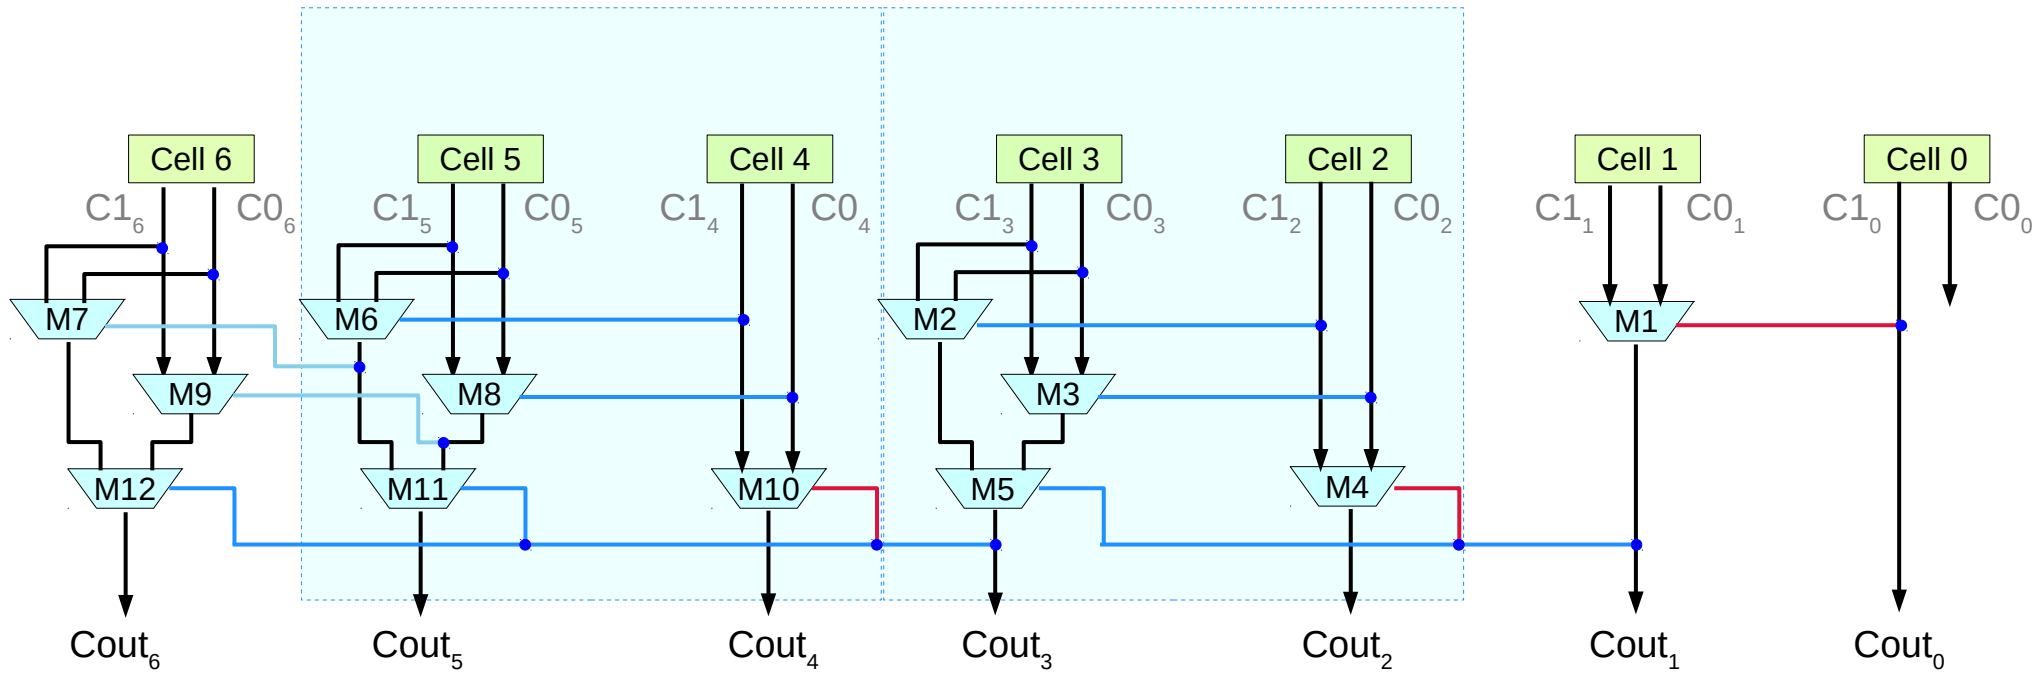 Cell 6 Cell 5 Cell 4 Cell 3 Cell 2 Cell 1 Cell 0
C1₆ C0₆ C1₅ C0₅ C1₄ C0₄ C1₃ C0₃ C1₂ C0₂ C1₁ C0₁ C1₀ C0₀
M7 M6 M2 M1
M9 M8 M3
M12 M11 M10 M5 M4
Cout₆ Cout₅ Cout₄ Cout₃ Cout₂ Cout₁ Cout₀